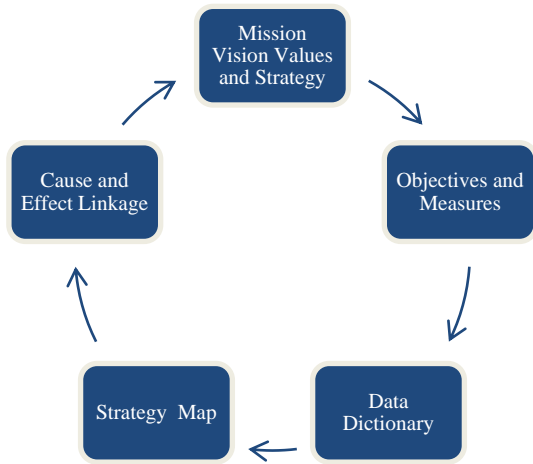 Mission
Vision Values
and Strategy
Objectives and
Measures
Data
Dictionary
Strategy Map
Cause and
Effect Linkage